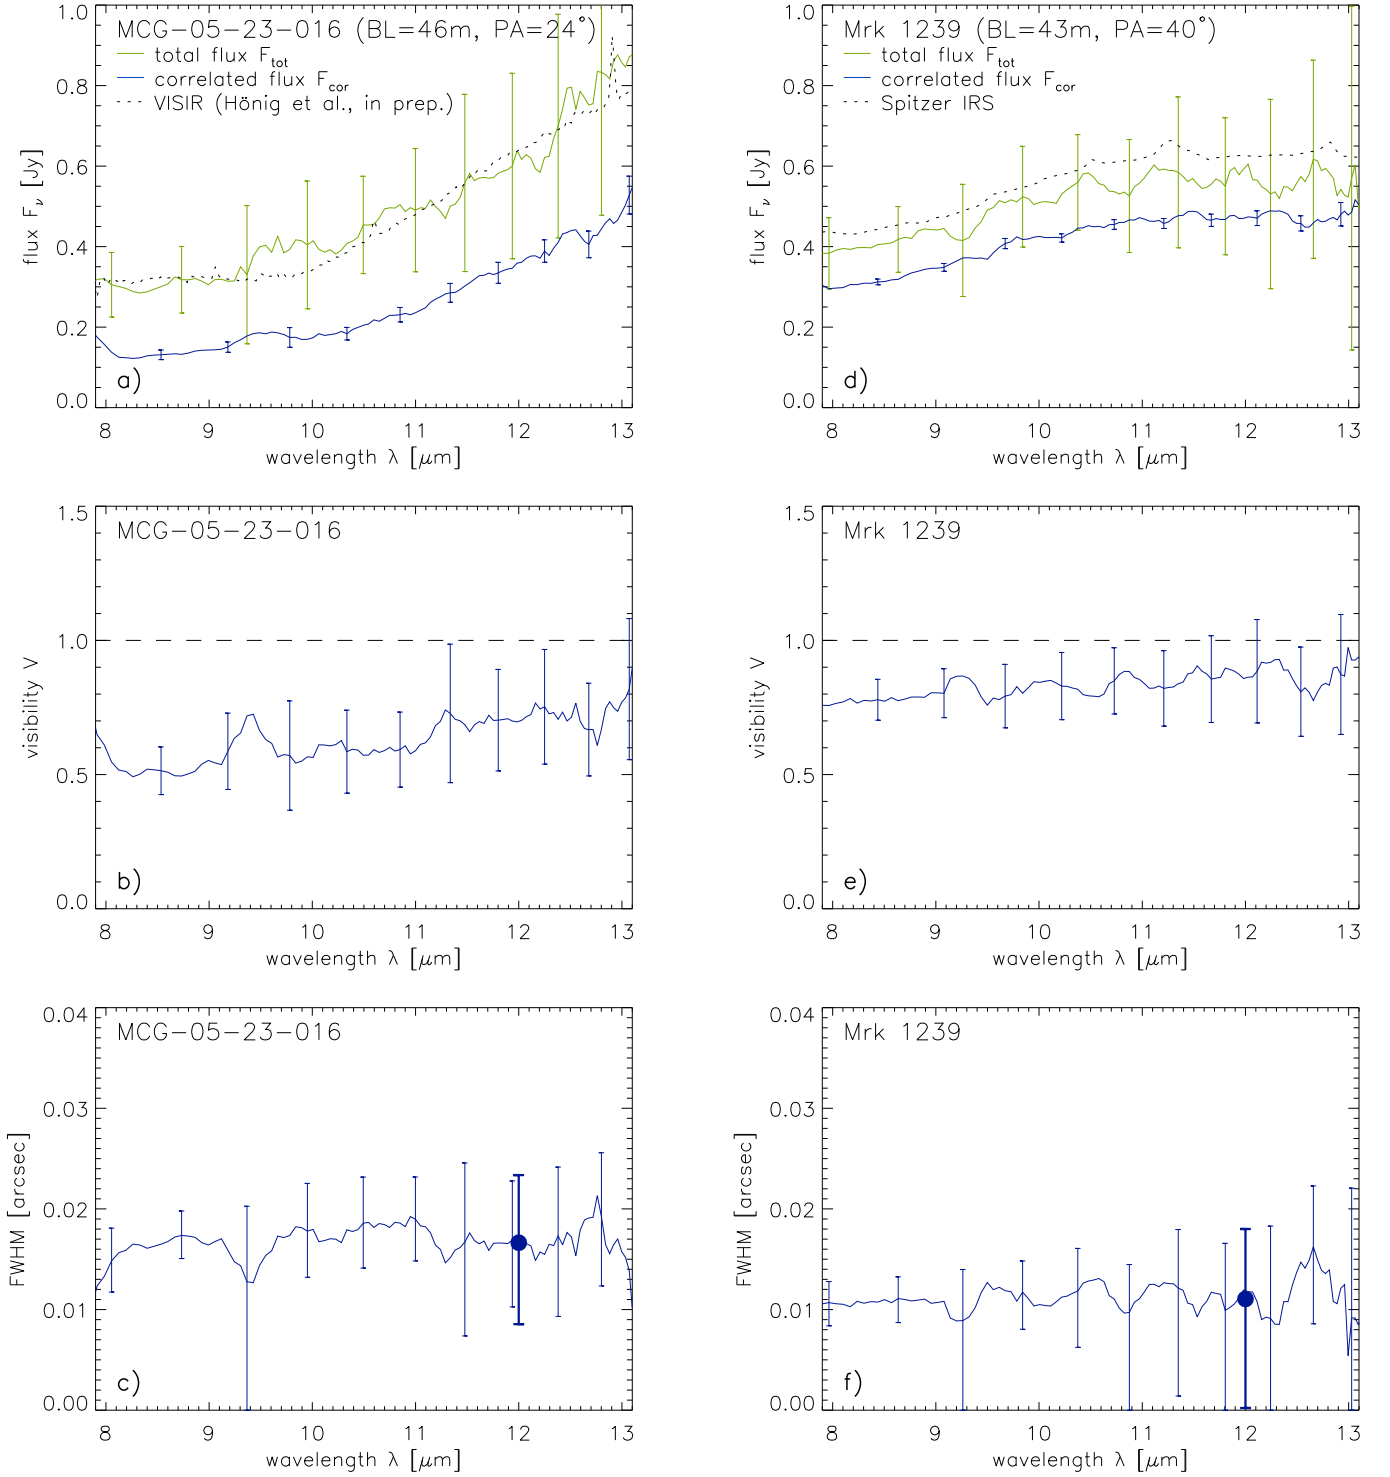 MCG-05-23-016 (BL=46m, PA=24°)
total flux F_tot
correlated flux F_cor
VISIR (Hönig et al., in prep.)
1.0
0.8
0.6
0.4
0.2
0.0
flux F_ν [Jy]
a)
8 9 10 11 12 13
wavelength λ [μm]
Mrk 1239 (BL=43m, PA=40°)
total flux F_tot
correlated flux F_cor
Spitzer IRS
1.0
0.8
0.6
0.4
0.2
0.0
flux F_ν [Jy]
d)
8 9 10 11 12 13
wavelength λ [μm]
MCG-05-23-016
1.5
1.0
0.5
0.0
visibility V
b)
8 9 10 11 12 13
wavelength λ [μm]
Mrk 1239
1.5
1.0
0.5
0.0
visibility V
e)
8 9 10 11 12 13
wavelength λ [μm]
MCG-05-23-016
0.04
0.03
0.02
0.01
0.00
FWHM [arcsec]
c)
8 9 10 11 12 13
wavelength λ [μm]
Mrk 1239
0.04
0.03
0.02
0.01
0.00
FWHM [arcsec]
f)
8 9 10 11 12 13
wavelength λ [μm]